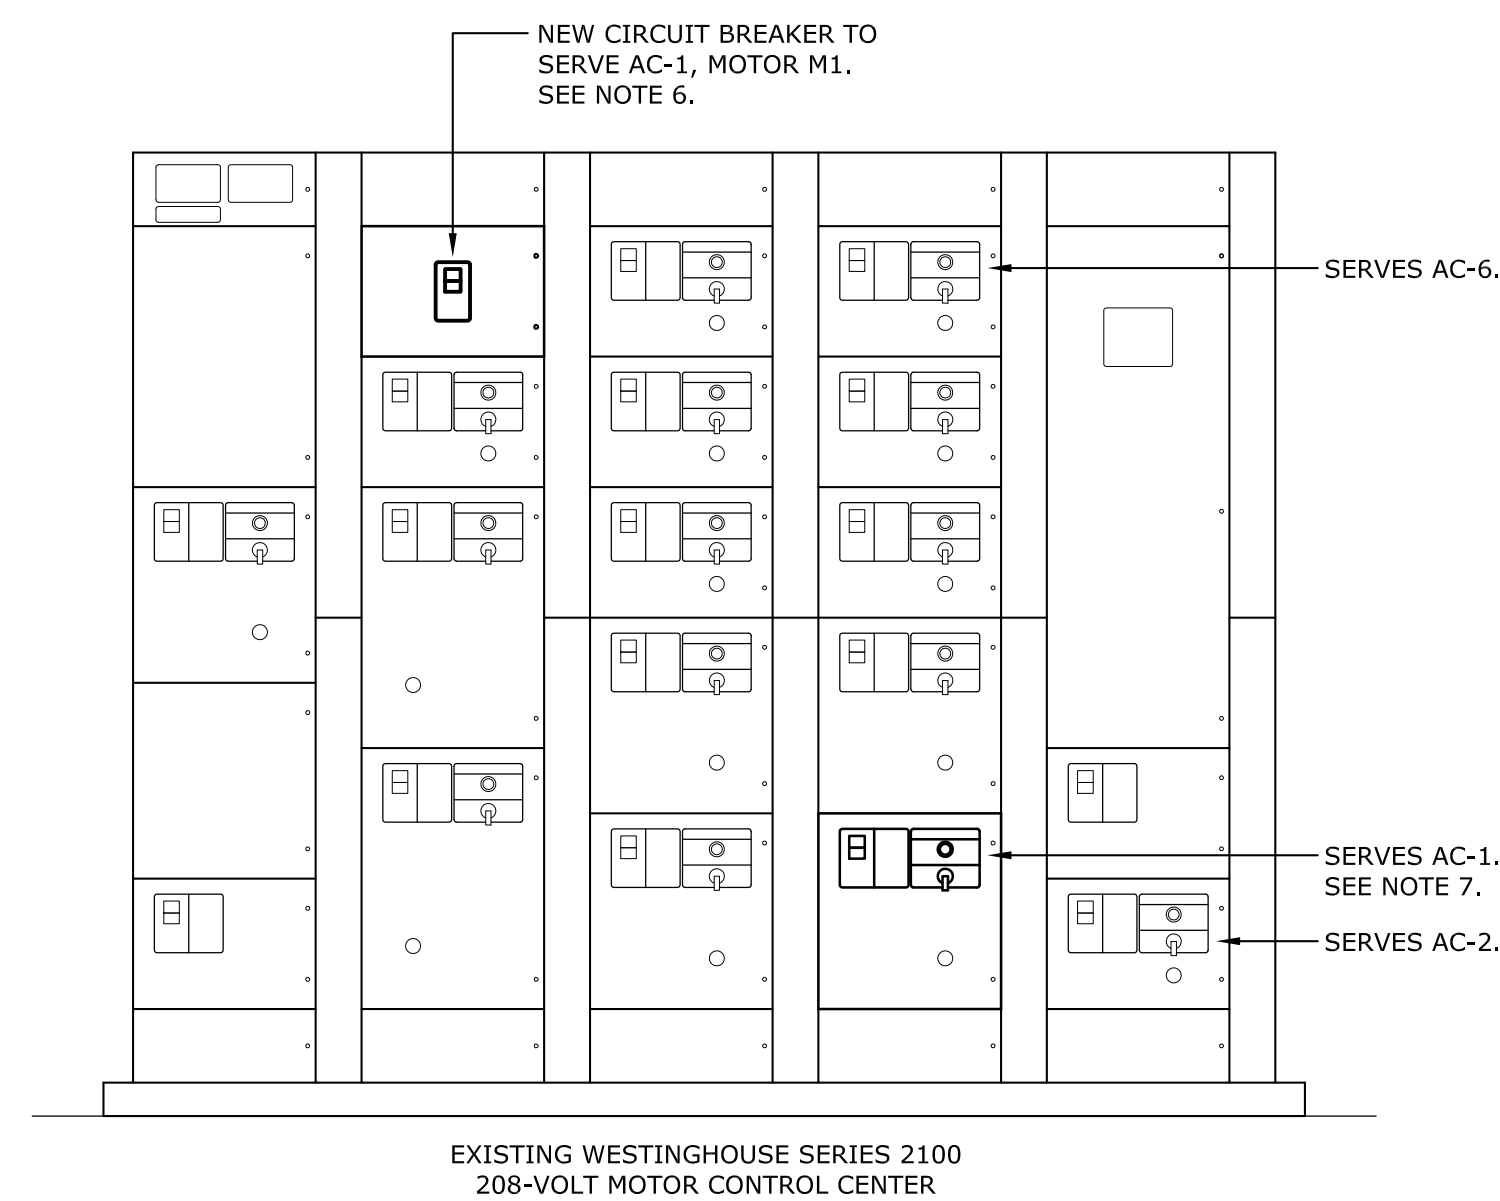 NEW CIRCUIT BREAKER TO
SERVE AC-1, MOTOR M1.
SEE NOTE 6.
SERVES AC-6.
SERVES AC-1.
SEE NOTE 7.
SERVES AC-2.
EXISTING WESTINGHOUSE SERIES 2100
208-VOLT MOTOR CONTROL CENTER